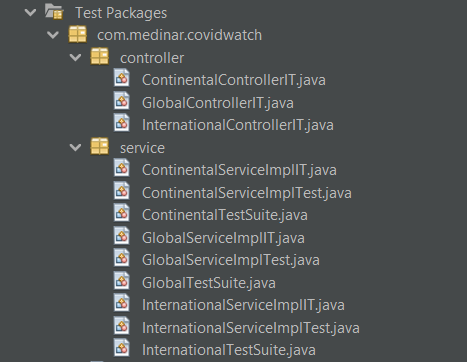 Test Packages
com.medinar.covidwatch
controller
ContinentalControllerIT.java
GlobalControllerIT.java
InternationalControllerIT.java
service
ContinentalServiceImplIT.java
ContinentalServiceImplTest.java
ContinentalTestSuite.java
GlobalServiceImplIT.java
GlobalServiceImplTest.java
GlobalTestSuite.java
InternationalServiceImplIT.java
InternationalServiceImplTest.java
InternationalTestSuite.java